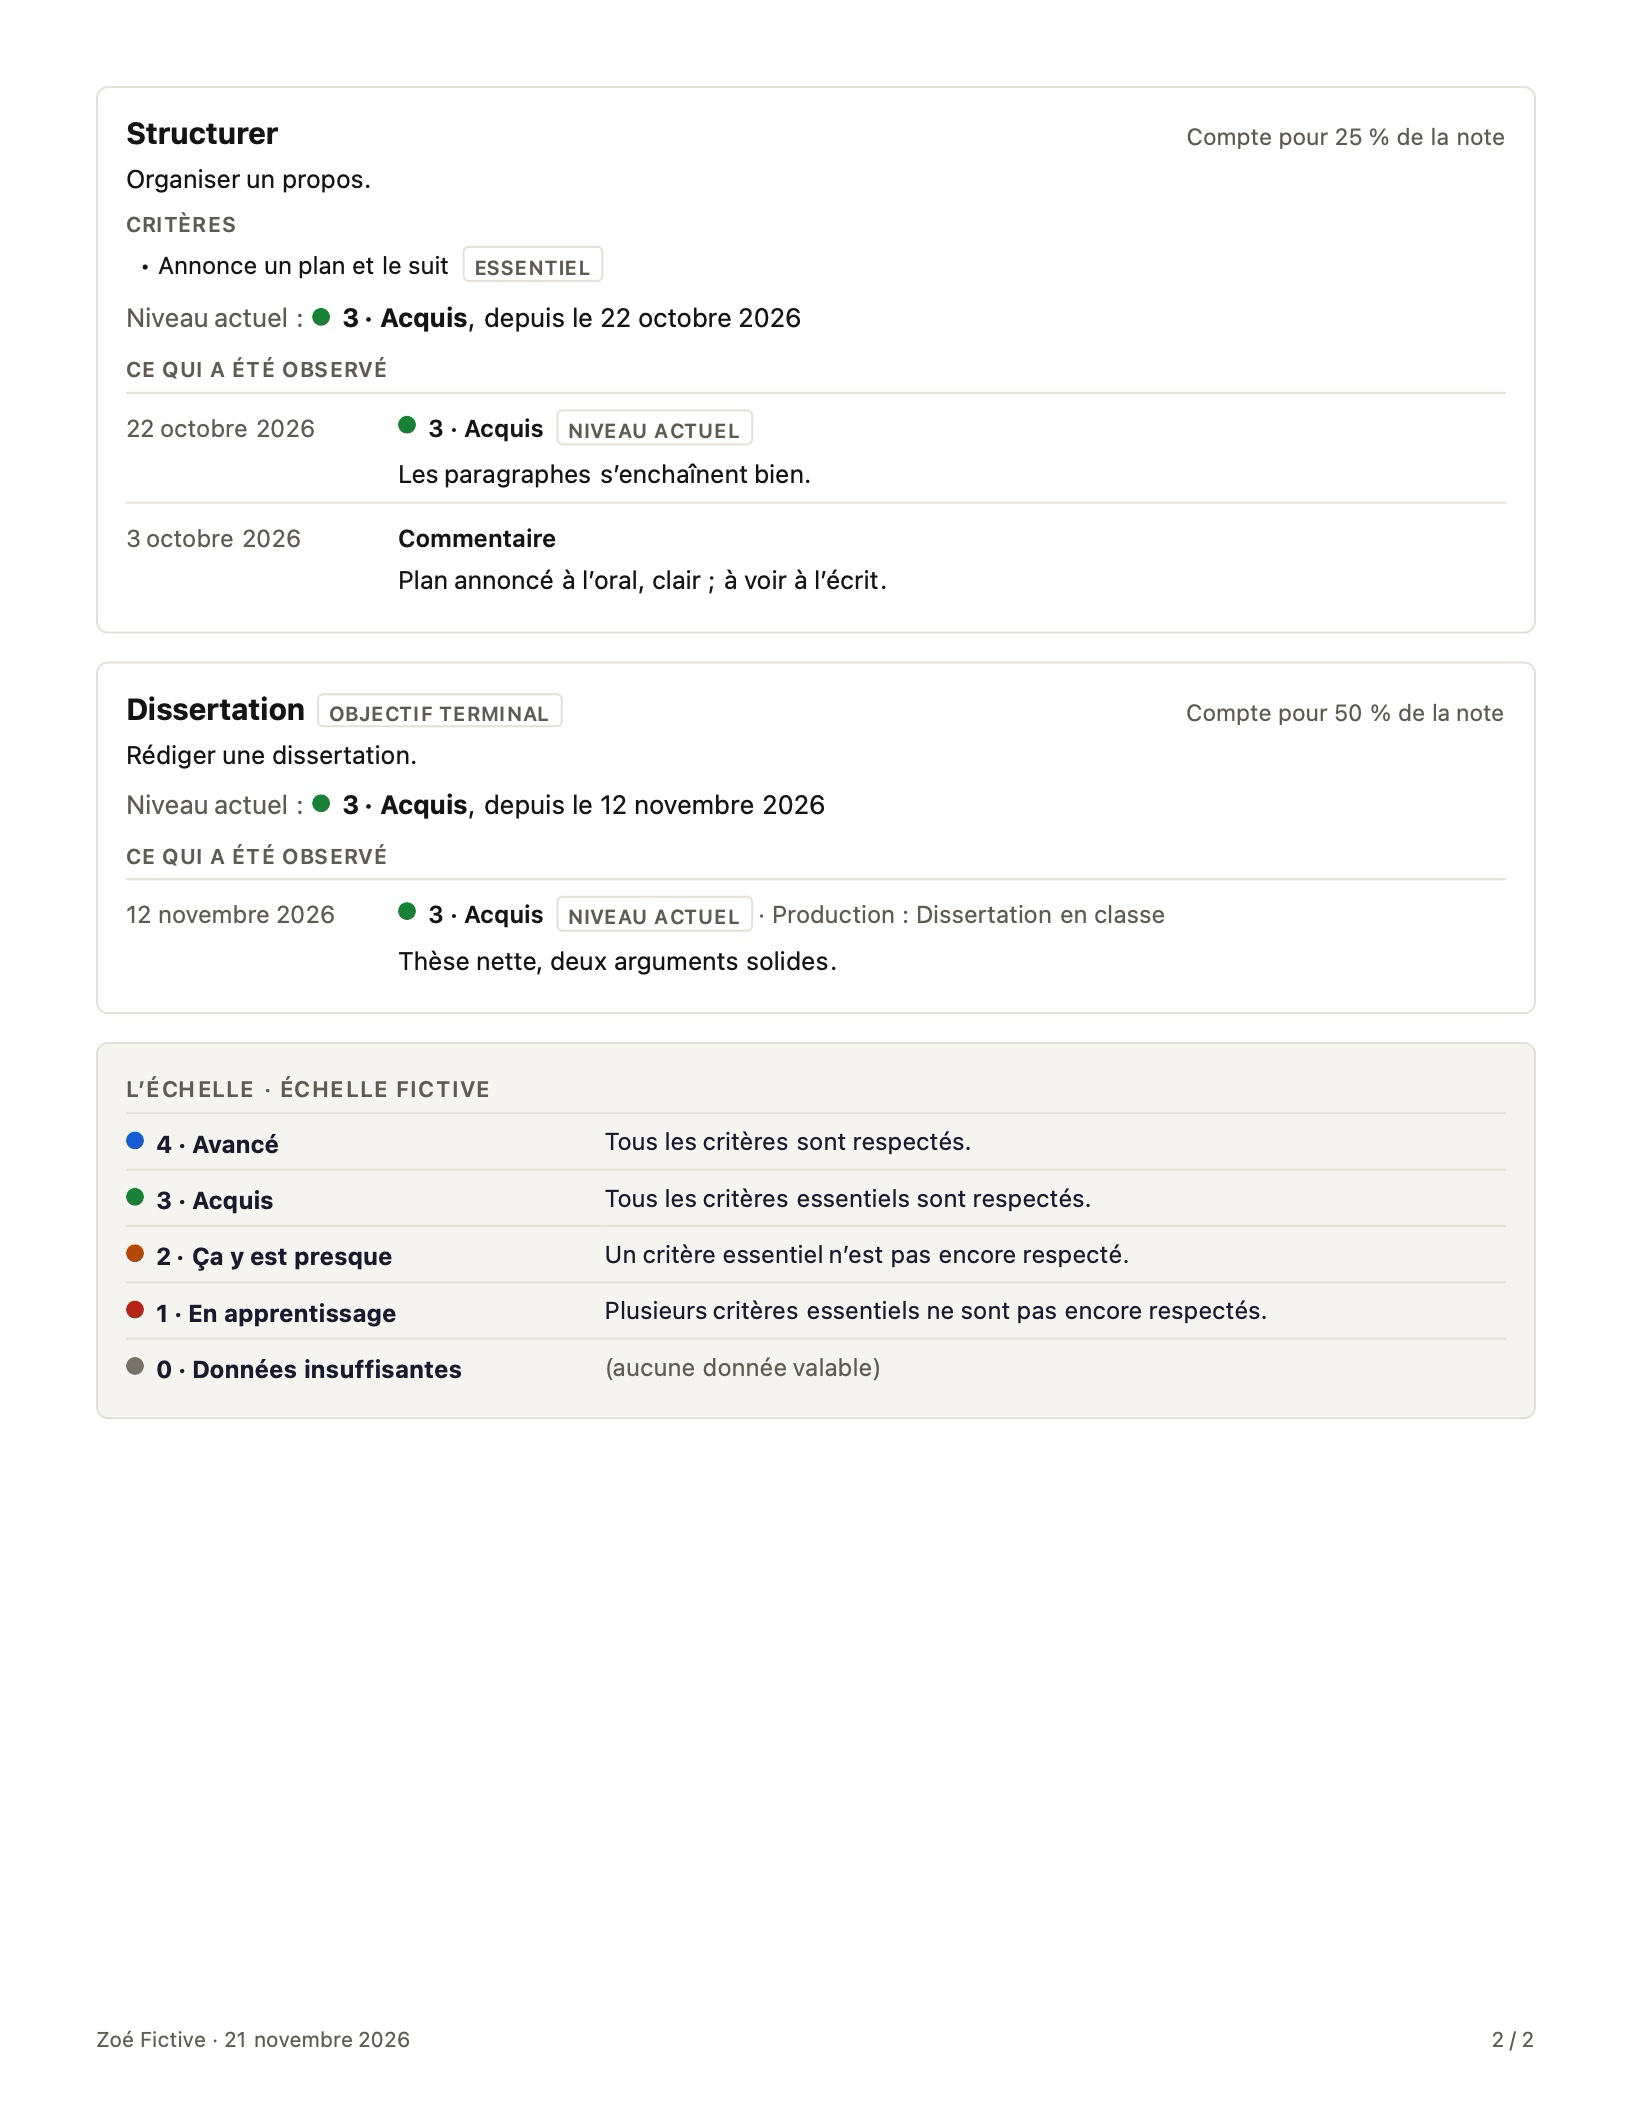 Structurer
Compte pour 25 % de la note
Organiser un propos.
CRITÈRES
• Annonce un plan et le suit ESSENTIEL
Niveau actuel : 3 · Acquis, depuis le 22 octobre 2026
CE QUI A ÉTÉ OBSERVÉ
22 octobre 2026 3 · Acquis NIVEAU ACTUEL
Les paragraphes s’enchaînent bien.
3 octobre 2026 Commentaire
Plan annoncé à l’oral, clair ; à voir à l’écrit.
Dissertation OBJECTIF TERMINAL
Compte pour 50 % de la note
Rédiger une dissertation.
Niveau actuel : 3 · Acquis, depuis le 12 novembre 2026
CE QUI A ÉTÉ OBSERVÉ
12 novembre 2026 3 · Acquis NIVEAU ACTUEL · Production : Dissertation en classe
Thèse nette, deux arguments solides.
L’ÉCHELLE · ÉCHELLE FICTIVE
4 · Avancé Tous les critères sont respectés.
3 · Acquis Tous les critères essentiels sont respectés.
2 · Ça y est presque Un critère essentiel n’est pas encore respecté.
1 · En apprentissage Plusieurs critères essentiels ne sont pas encore respectés.
0 · Données insuffisantes (aucune donnée valable)
Zoé Fictive · 21 novembre 2026
2 / 2